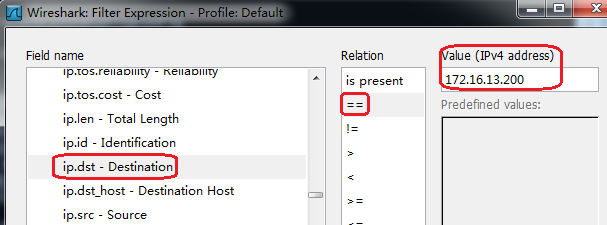 Wireshark: Filter Expression - Profile: Default
Field name
ip.tos.reliability - Reliability
ip.tos.cost - Cost
ip.len - Total Length
ip.id - Identification
ip.dst - Destination
ip.dst_host - Destination Host
ip.src - Source
Relation
is present
==
!=
>
<
>=
<=
Value (IPv4 address)
172.16.13.200
Predefined values: